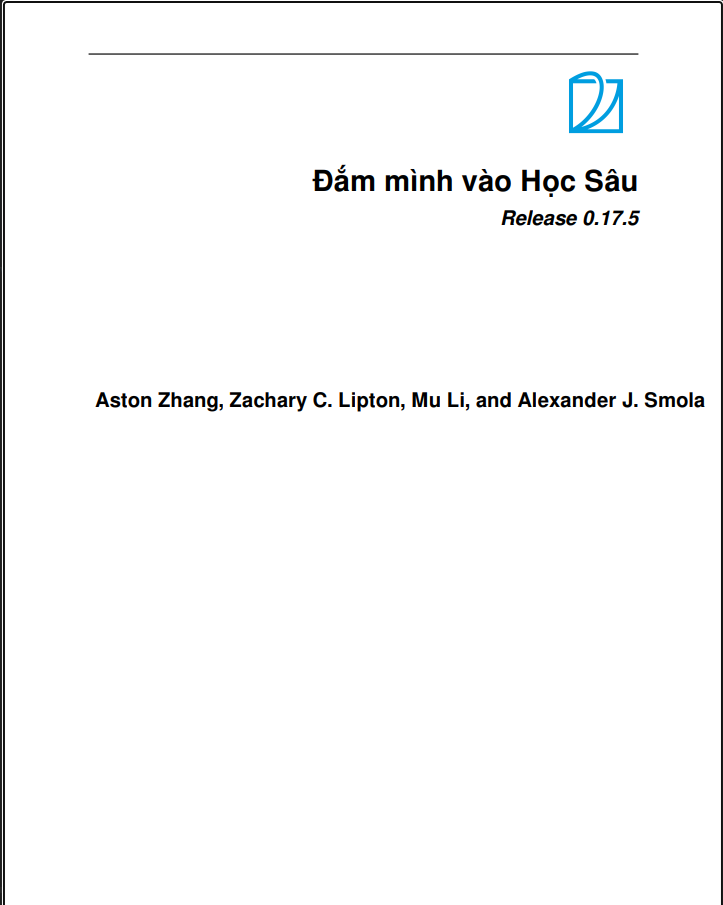 Đắm mình vào Học Sâu
Release 0.17.5
Aston Zhang, Zachary C. Lipton, Mu Li, and Alexander J. Smola